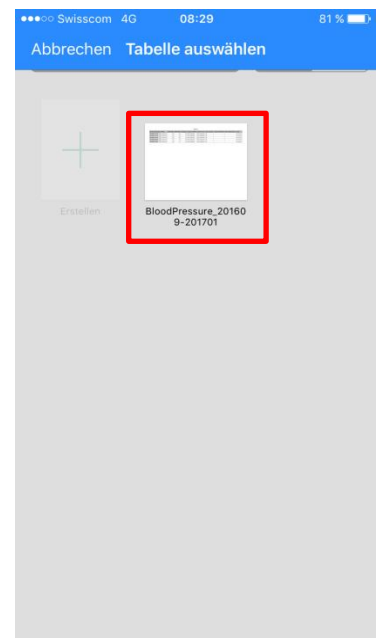 Swisscom 4G 08:29 81 %
Abbrechen Tabelle auswählen
Erstellen
BloodPressure_20160
9-201701